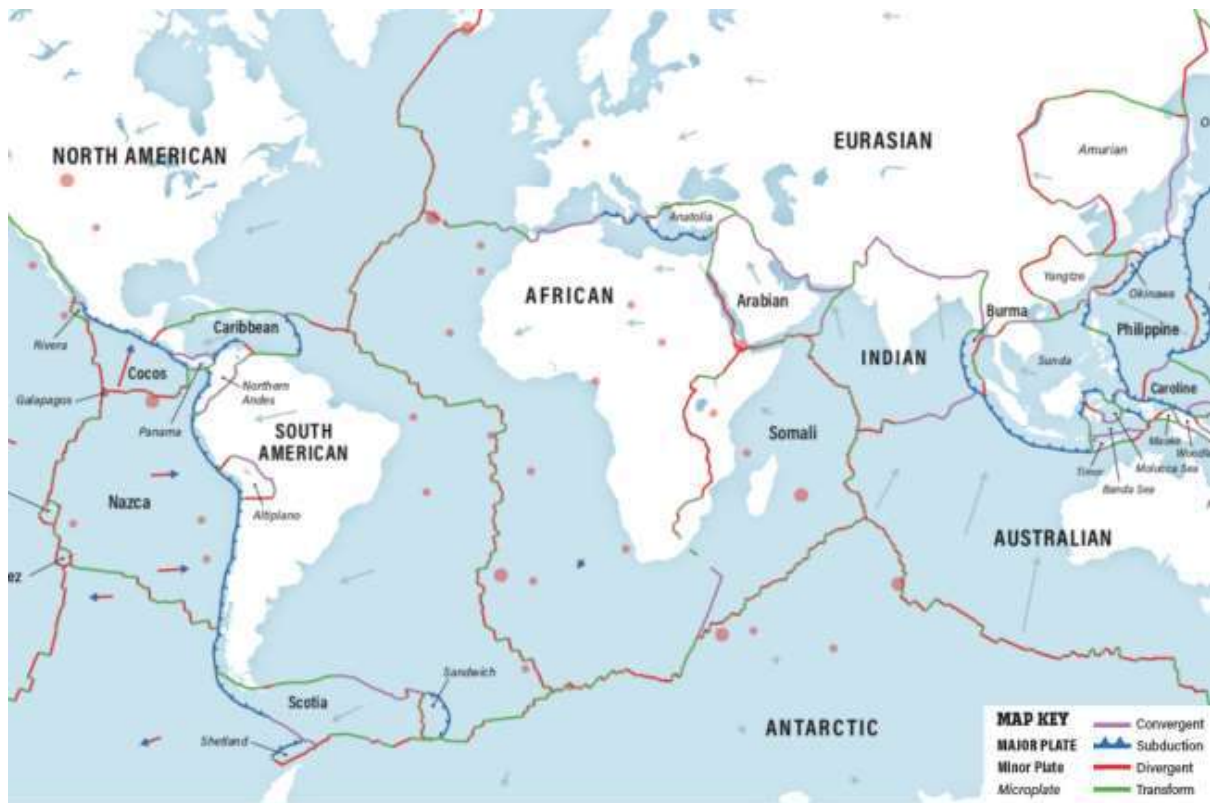 NORTH AMERICAN
EURASIAN
Amurian
Anatolia
Yangtze
Okinawa
AFRICAN
Arabian
Burma
Philippine
Caribbean
INDIAN
Sunda
Rivera
Cocos
Northern
Andes
Caroline
Galapagos
Panama
SOUTH
AMERICAN
Somali
Timor
Molucca Sea
Banda Sea
Nazca
Altiplano
AUSTRALIAN
ez
Sandwich
Scotia
Shetland
ANTARCTIC
MAP KEY
MAJOR PLATE
Minor Plate
Microplate
Convergent
Subduction
Divergent
Transform